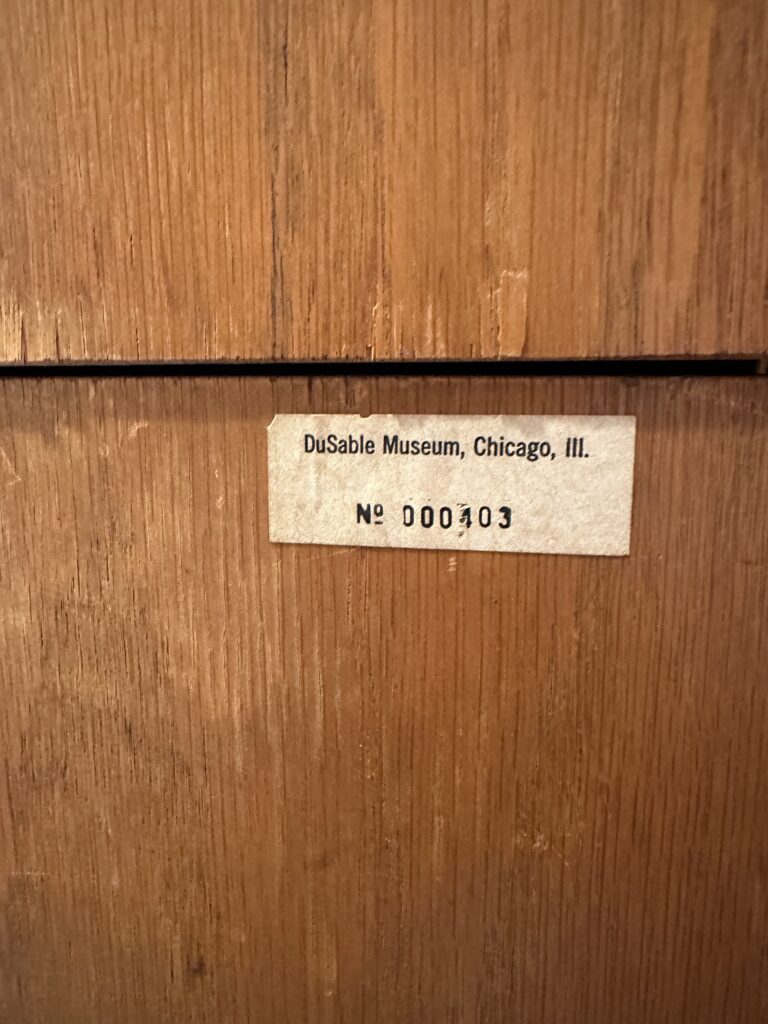 DuSable Museum, Chicago, Ill.
Nº 000403